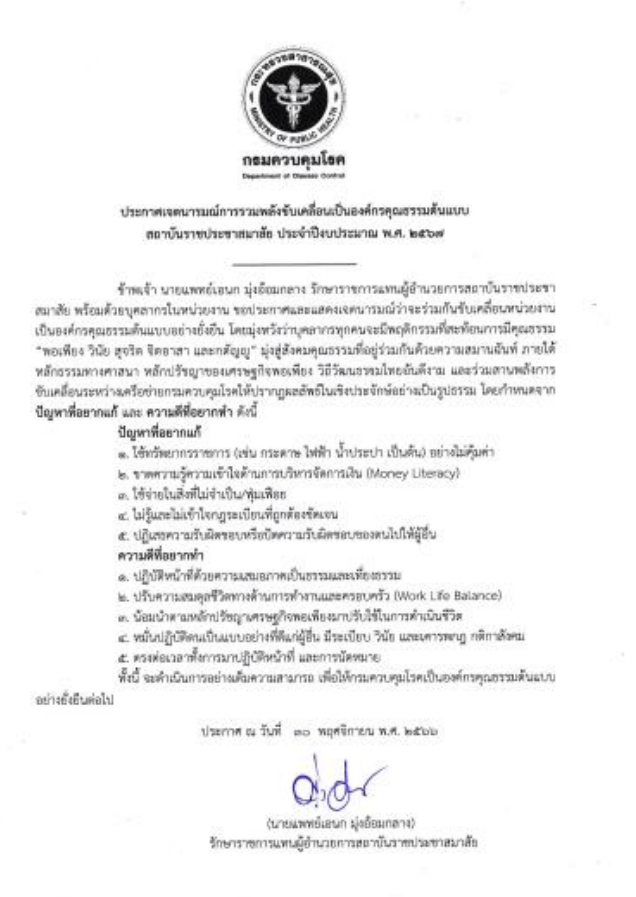 กระทรวงสาธารณสุข
MINISTRY OF PUBLIC HEALTH
กรมควบคุมโรค
Department of Disease Control
ประกาศเจตนารมณ์การรวมพลังขับเคลื่อนเป็นองค์กรคุณธรรมต้นแบบ
สถาบันราชประชาสมาสัย ประจำปีงบประมาณ พ.ศ. ๒๕๖๗
ข้าพเจ้า นายแพทย์เอนก มุ่งอ้อมกลาง รักษาราชการแทนผู้อำนวยการสถาบันราชประชา
สมาสัย พร้อมด้วยบุคลากรในหน่วยงาน ขอประกาศและแสดงเจตนารมณ์ว่าจะร่วมกันขับเคลื่อนหน่วยงาน
เป็นองค์กรคุณธรรมต้นแบบอย่างยั่งยืน โดยมุ่งหวังว่าบุคลากรทุกคนจะมีพฤติกรรมที่สะท้อนการมีคุณธรรม
"พอเพียง วินัย สุจริต จิตอาสา และกตัญญู" มุ่งสู่สังคมคุณธรรมที่อยู่ร่วมกันด้วยความสมานฉันท์ ภายใต้
หลักธรรมทางศาสนา หลักปรัชญาของเศรษฐกิจพอเพียง วิถีวัฒนธรรมไทยอันดีงาม และร่วมสานพลังการ
ขับเคลื่อนระหว่างเครือข่ายกรมควบคุมโรคให้ปรากฏผลลัพธ์ในเชิงประจักษ์อย่างเป็นรูปธรรม โดยกำหนดจาก
ปัญหาที่อยากแก้ และ ความดีที่อยากทำ ดังนี้
ปัญหาที่อยากแก้
๑. ใช้ทรัพยากรราชการ (เช่น กระดาษ ไฟฟ้า น้ำประปา เป็นต้น) อย่างไม่คุ้มค่า
๒. ขาดความรู้ความเข้าใจด้านการบริหารจัดการเงิน (Money Literacy)
๓. ใช้จ่ายในสิ่งที่ไม่จำเป็น/ฟุ่มเฟือย
๔. ไม่รู้และไม่เข้าใจกฎระเบียบที่ถูกต้องชัดเจน
๕. ปฏิเสธความรับผิดชอบหรือปัดความรับผิดชอบของตนไปให้ผู้อื่น
ความดีที่อยากทำ
๑. ปฏิบัติหน้าที่ด้วยความเสมอภาคเป็นธรรมและเที่ยงธรรม
๒. ปรับความสมดุลชีวิตทางด้านการทำงานและครอบครัว (Work Life Balance)
๓. น้อมนำตามหลักปรัชญาเศรษฐกิจพอเพียงมาปรับใช้ในการดำเนินชีวิต
๔. หมั่นปฏิบัติตนเป็นแบบอย่างที่ดีแก่ผู้อื่น มีระเบียบ วินัย และเคารพกฎ กติกาสังคม
๕. ตรงต่อเวลาทั้งการมาปฏิบัติหน้าที่ และการนัดหมาย
ทั้งนี้ จะดำเนินการอย่างเต็มความสามารถ เพื่อให้กรมควบคุมโรคเป็นองค์กรคุณธรรมต้นแบบ
อย่างยั่งยืนต่อไป
ประกาศ ณ วันที่ ๓๐ พฤศจิกายน พ.ศ. ๒๕๖๖
(นายแพทย์เอนก มุ่งอ้อมกลาง)
รักษาราชการแทนผู้อำนวยการสถาบันราชประชาสมาสัย